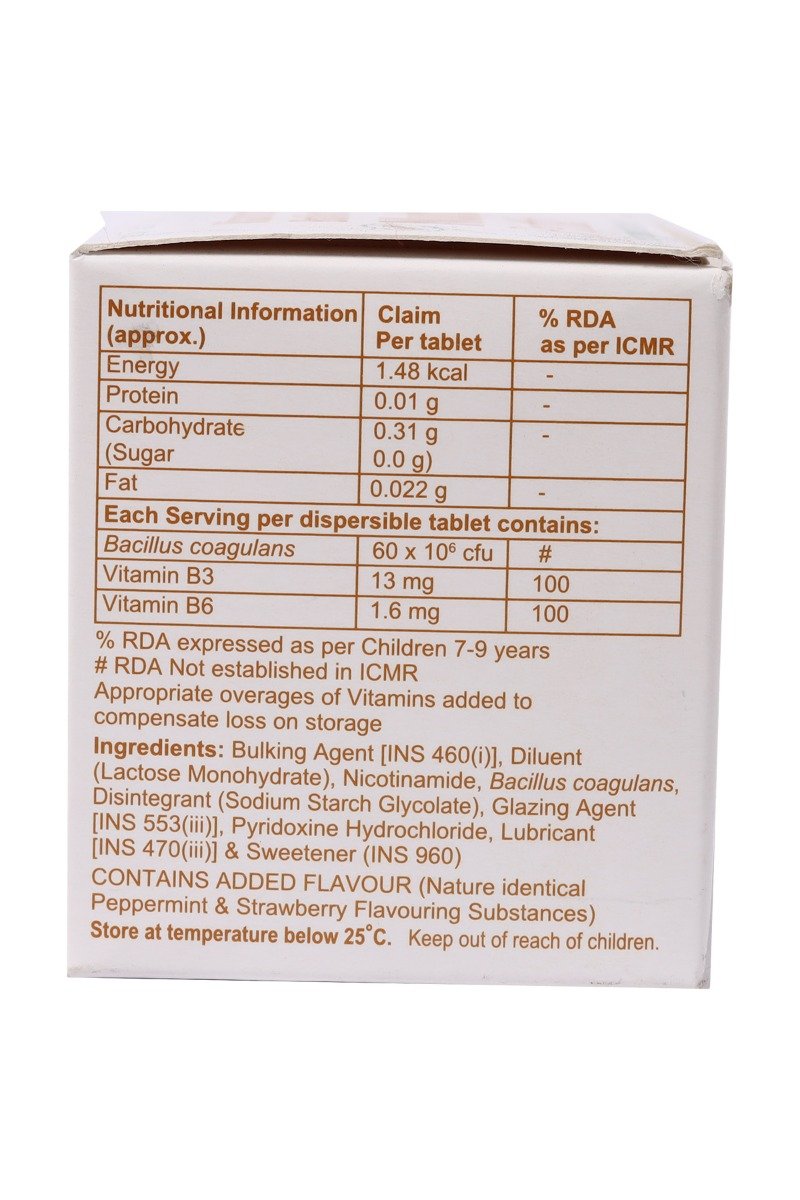 Nutritional Information (approx.) | Claim Per tablet | % RDA as per ICMR
Energy | 1.48 kcal | -
Protein | 0.01 g | -
Carbohydrate | 0.31 g | -
(Sugar | 0.0 g)
Fat | 0.022 g | -
Each Serving per dispersible tablet contains:
Bacillus coagulans | 60 x 10⁶ cfu | #
Vitamin B3 | 13 mg | 100
Vitamin B6 | 1.6 mg | 100
% RDA expressed as per Children 7-9 years
# RDA Not established in ICMR
Appropriate overages of Vitamins added to
compensate loss on storage
Ingredients: Bulking Agent [INS 460(i)], Diluent
(Lactose Monohydrate), Nicotinamide, Bacillus coagulans,
Disintegrant (Sodium Starch Glycolate), Glazing Agent
[INS 553(iii)], Pyridoxine Hydrochloride, Lubricant
[INS 470(iii)] & Sweetener (INS 960)
CONTAINS ADDED FLAVOUR (Nature identical
Peppermint & Strawberry Flavouring Substances)
Store at temperature below 25°C. Keep out of reach of children.